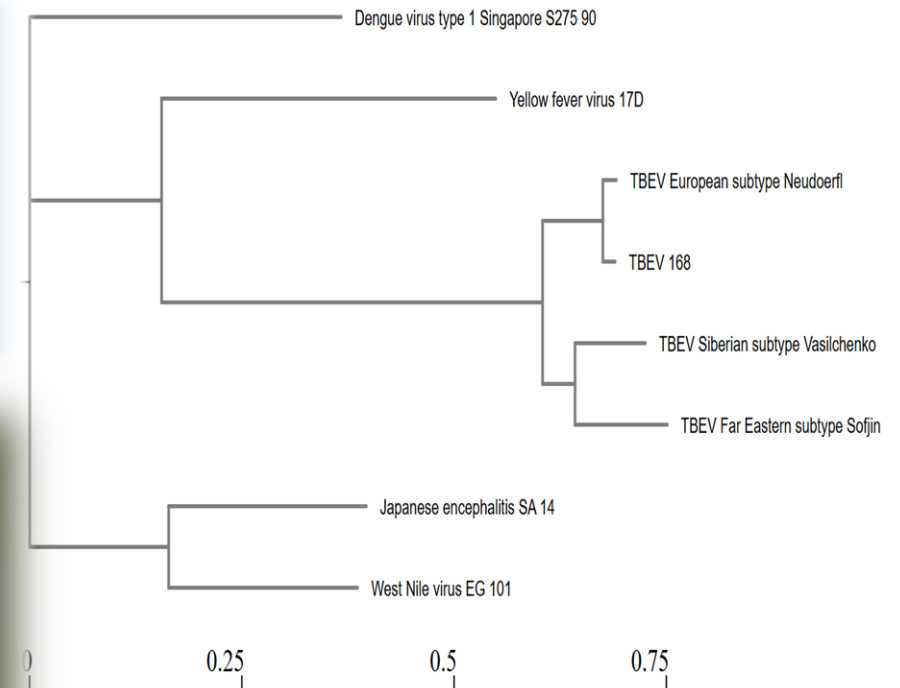 Dengue virus type 1 Singapore S275 90
Yellow fever virus 17D
TBEV European subtype Neudoerfl
TBEV 168
TBEV Siberian subtype Vasilchenko
TBEV Far Eastern subtype Sofjin
Japanese encephalitis SA 14
West Nile virus EG 101
0 0.25 0.5 0.75